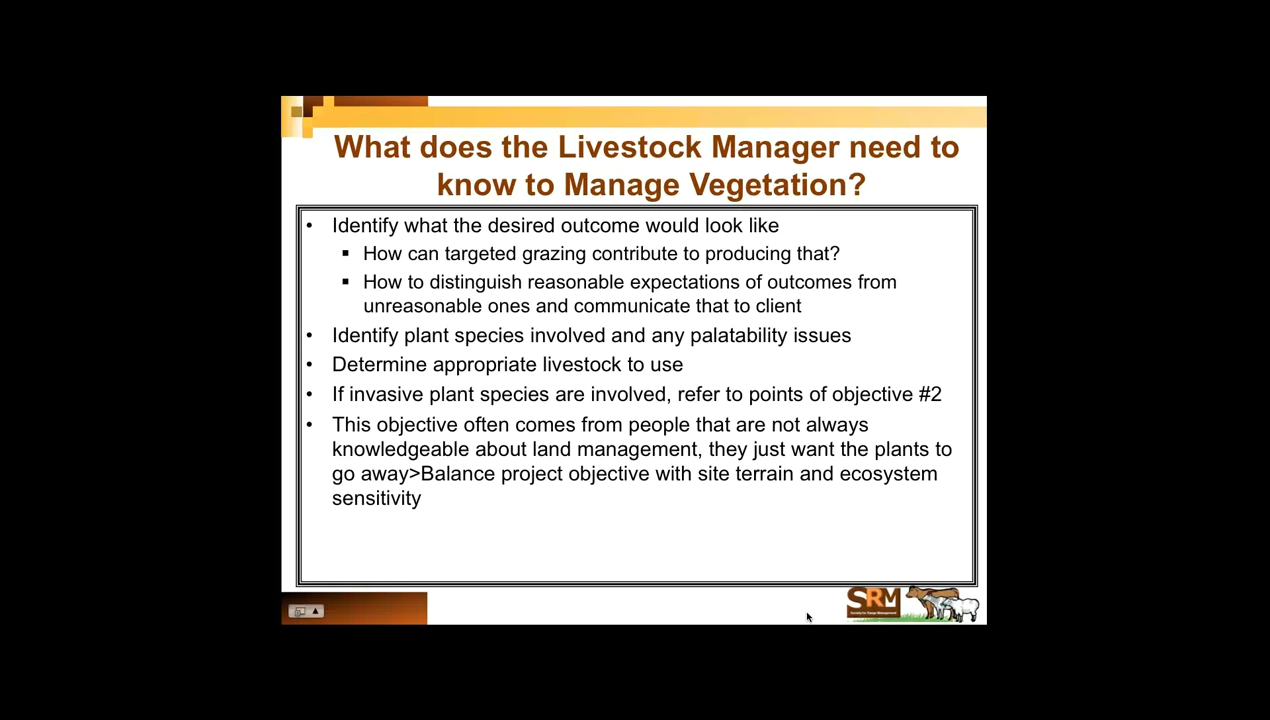 What does the Livestock Manager need to
know to Manage Vegetation?
• Identify what the desired outcome would look like
▪ How can targeted grazing contribute to producing that?
▪ How to distinguish reasonable expectations of outcomes from
unreasonable ones and communicate that to client
• Identify plant species involved and any palatability issues
• Determine appropriate livestock to use
• If invasive plant species are involved, refer to points of objective #2
• This objective often comes from people that are not always
knowledgeable about land management, they just want the plants to
go away>Balance project objective with site terrain and ecosystem
sensitivity
SRM
Society for Range Management